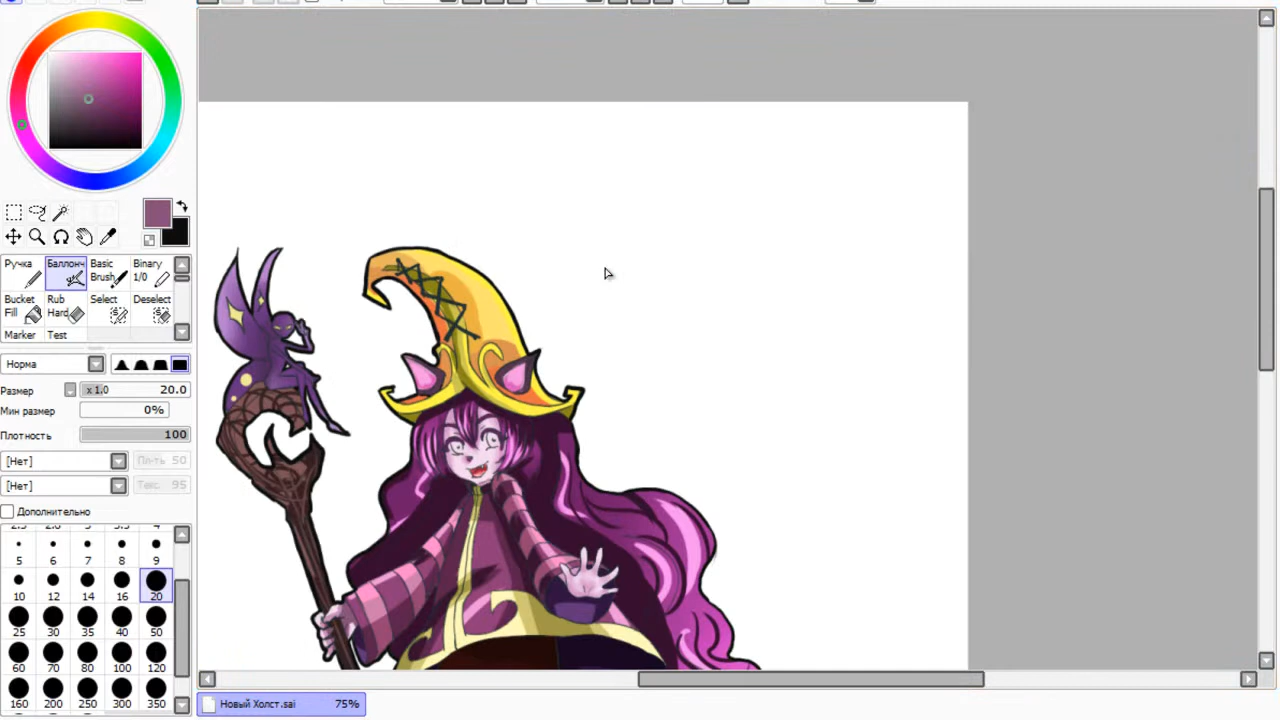 Ручка
Баллонч
Basic
Brush
Binary
1/0
Bucket
Fill
Rub
Hard
Select
Deselect
Marker
Test
Норма
Размер
x 1.0
20.0
Мин размер
0%
Плотность
100
[Нет]
Пл-ть 50
[Нет]
Текс. 95
Дополнительно
5 6 7 8 9
10 12 14 16 20
25 30 35 40 50
60 70 80 100 120
160 200 250 300 350
Новый Холст.sai 75%